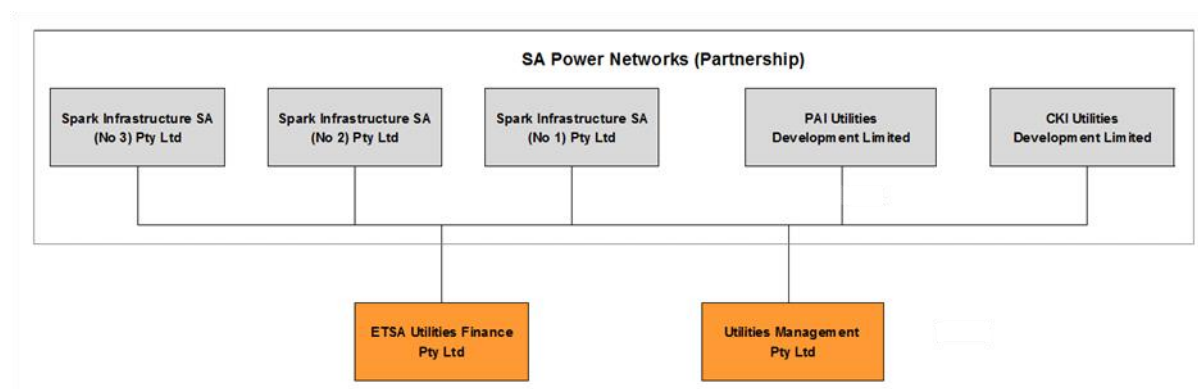 SA Power Networks (Partnership)
Spark Infrastructure SA
(No 3) Pty Ltd
Spark Infrastructure SA
(No 2) Pty Ltd
Spark Infrastructure SA
(No 1) Pty Ltd
PAI Utilities
Development Limited
CKI Utilities
Development Limited
ETSA Utilities Finance
Pty Ltd
Utilities Management
Pty Ltd